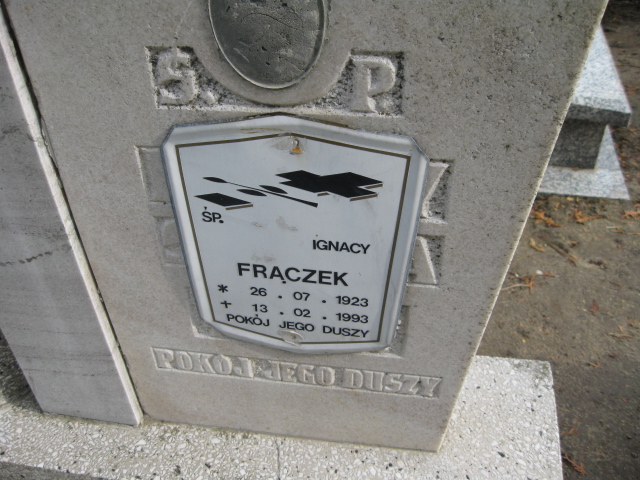 S. P.
ŚP.
IGNACY
FRĄCZEK
* 26 . 07 . 1923
+ 13 . 02 . 1993
POKÓJ JEGO DUSZY
POKÓJ JEGO DUSZY